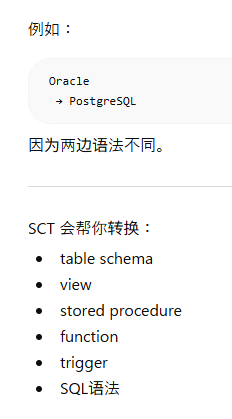 例如：
Oracle
→ PostgreSQL
因为两边语法不同。
SCT 会帮你转换：
table schema
view
stored procedure
function
trigger
SQL语法